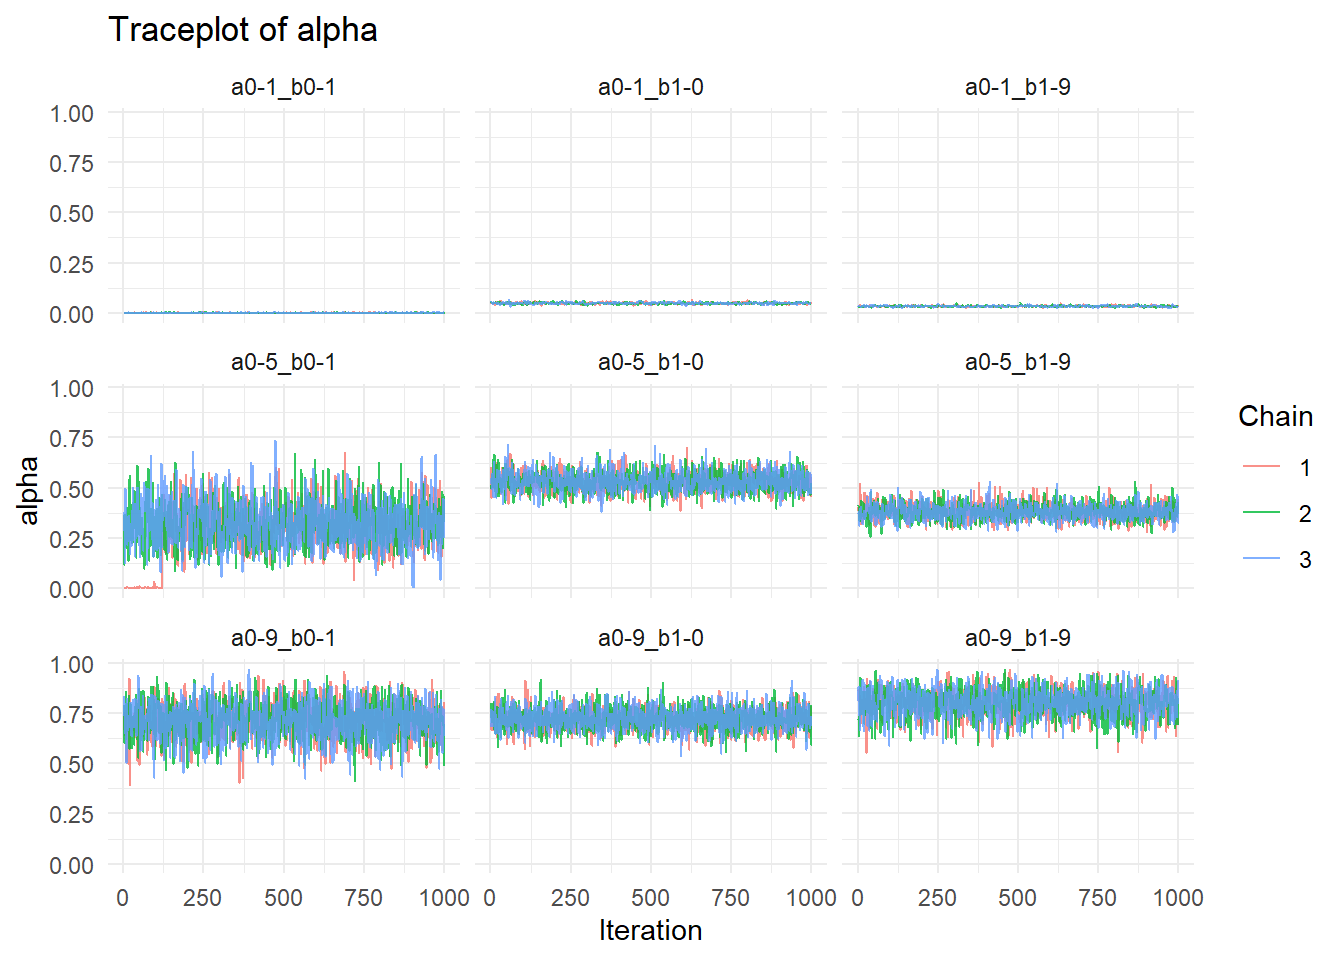 Traceplot of alpha
a0-1_b0-1 a0-1_b1-0 a0-1_b1-9
1.00
0.75
0.50
0.25
0.00
a0-5_b0-1 a0-5_b1-0 a0-5_b1-9
1.00
0.75
0.50
0.25
0.00
alpha
a0-9_b0-1 a0-9_b1-0 a0-9_b1-9
1.00
0.75
0.50
0.25
0.00
0 250 500 750 1000 0 250 500 750 1000 0 250 500 750 1000
Iteration
Chain
1
2
3